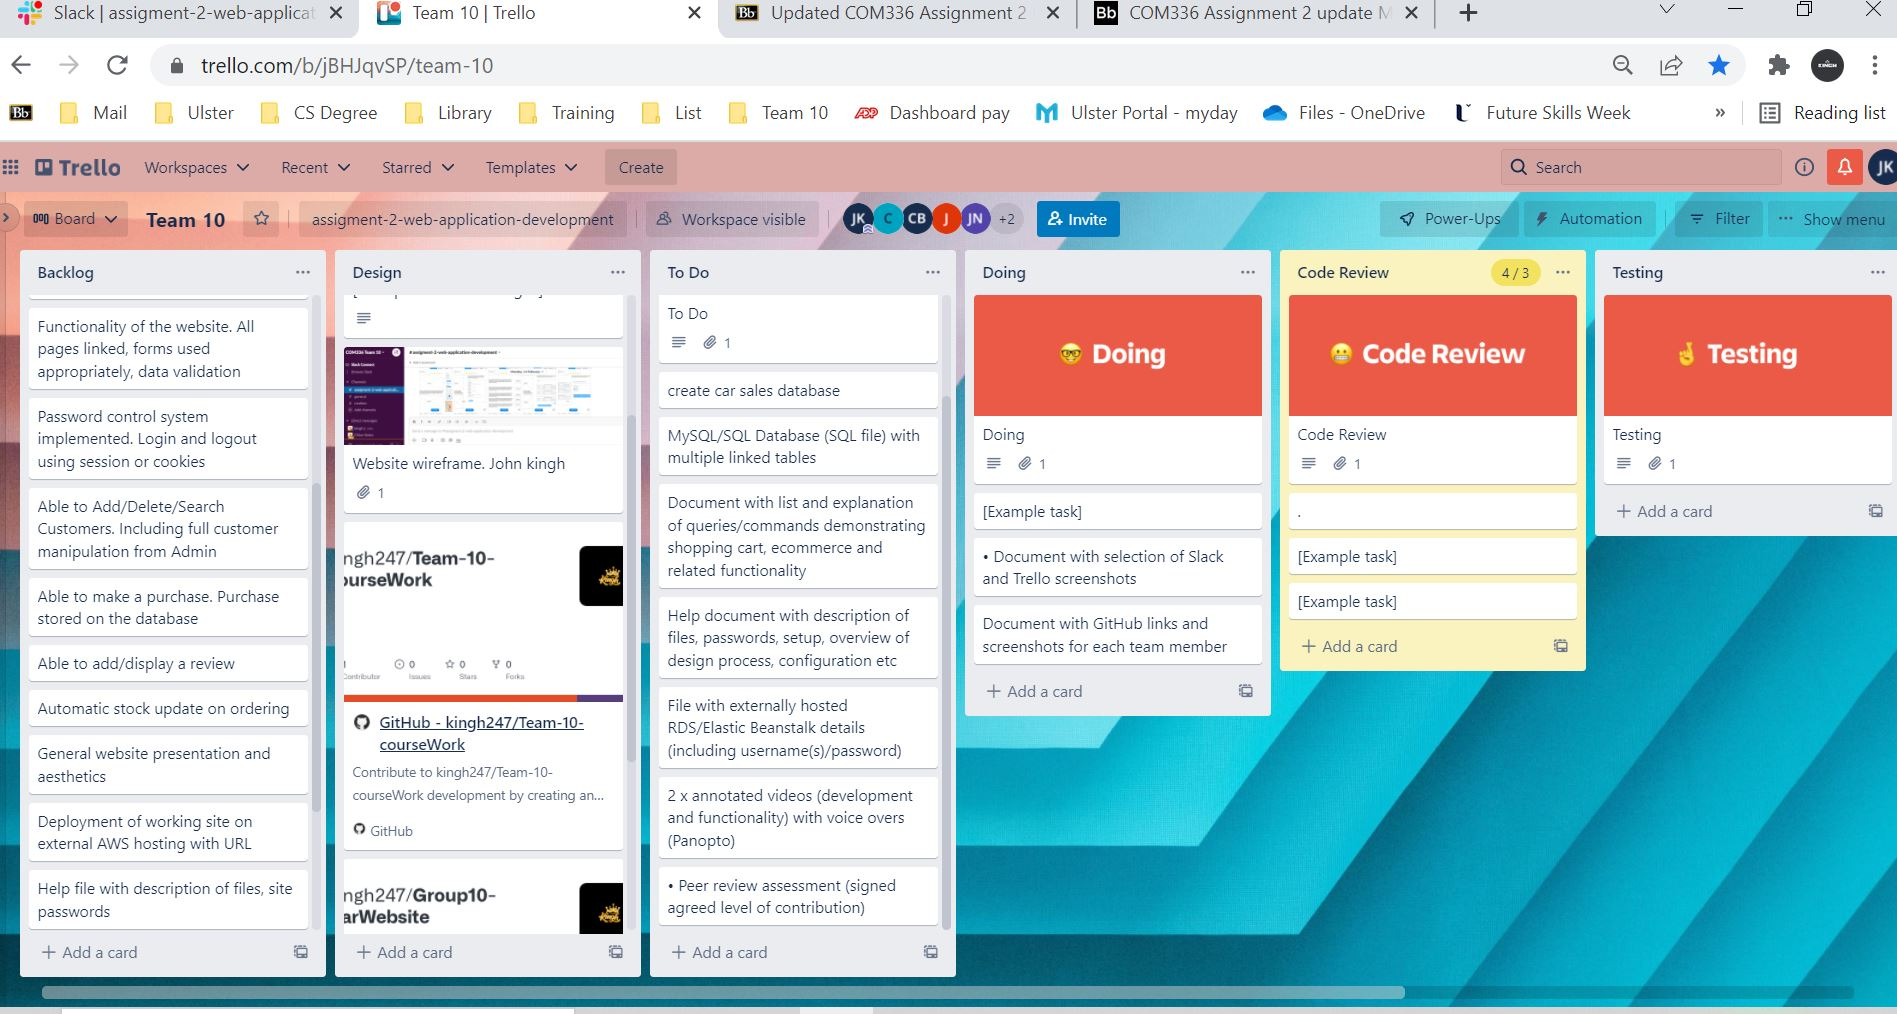 Slack | assigment-2-web-applicat
Team 10 | Trello
Updated COM336 Assignment 2
COM336 Assignment 2 update M
trello.com/b/jBHJqvSP/team-10
Bb
Mail
Ulster
CS Degree
Library
Training
List
Team 10
Dashboard pay
Ulster Portal - myday
Files - OneDrive
Future Skills Week
»
Reading list
Trello
Workspaces
Recent
Starred
Templates
Create
Search
JK
Board
Team 10
assigment-2-web-application-development
Workspace visible
JK
C
CB
J
JN
+2
Invite
Power-Ups
Automation
Filter
Show menu
Backlog
Functionality of the website. All
pages linked, forms used
appropriately, data validation
Password control system
implemented. Login and logout
using session or cookies
Able to Add/Delete/Search
Customers. Including full customer
manipulation from Admin
Able to make a purchase. Purchase
stored on the database
Able to add/display a review
Automatic stock update on ordering
General website presentation and
aesthetics
Deployment of working site on
external AWS hosting with URL
Help file with description of files, site
passwords
+ Add a card
Design
Website wireframe. John kingh
1
ngh247/Team-10-
ourseWork
0
Issues
0
Stars
0
Forks
GitHub - kingh247/Team-10-
courseWork
Contribute to kingh247/Team-10-
courseWork development by creating an...
GitHub
ngh247/Group10-
arWebsite
+ Add a card
To Do
To Do
1
create car sales database
MySQL/SQL Database (SQL file) with
multiple linked tables
Document with list and explanation
of queries/commands demonstrating
shopping cart, ecommerce and
related functionality
Help document with description of
files, passwords, setup, overview of
design process, configuration etc
File with externally hosted
RDS/Elastic Beanstalk details
(including username(s)/password)
2 x annotated videos (development
and functionality) with voice overs
(Panopto)
• Peer review assessment (signed
agreed level of contribution)
+ Add a card
Doing
Doing
Doing
1
[Example task]
• Document with selection of Slack
and Trello screenshots
Document with GitHub links and
screenshots for each team member
+ Add a card
Code Review
4 / 3
Code Review
Code Review
1
.
[Example task]
[Example task]
+ Add a card
Testing
Testing
Testing
1
+ Add a card